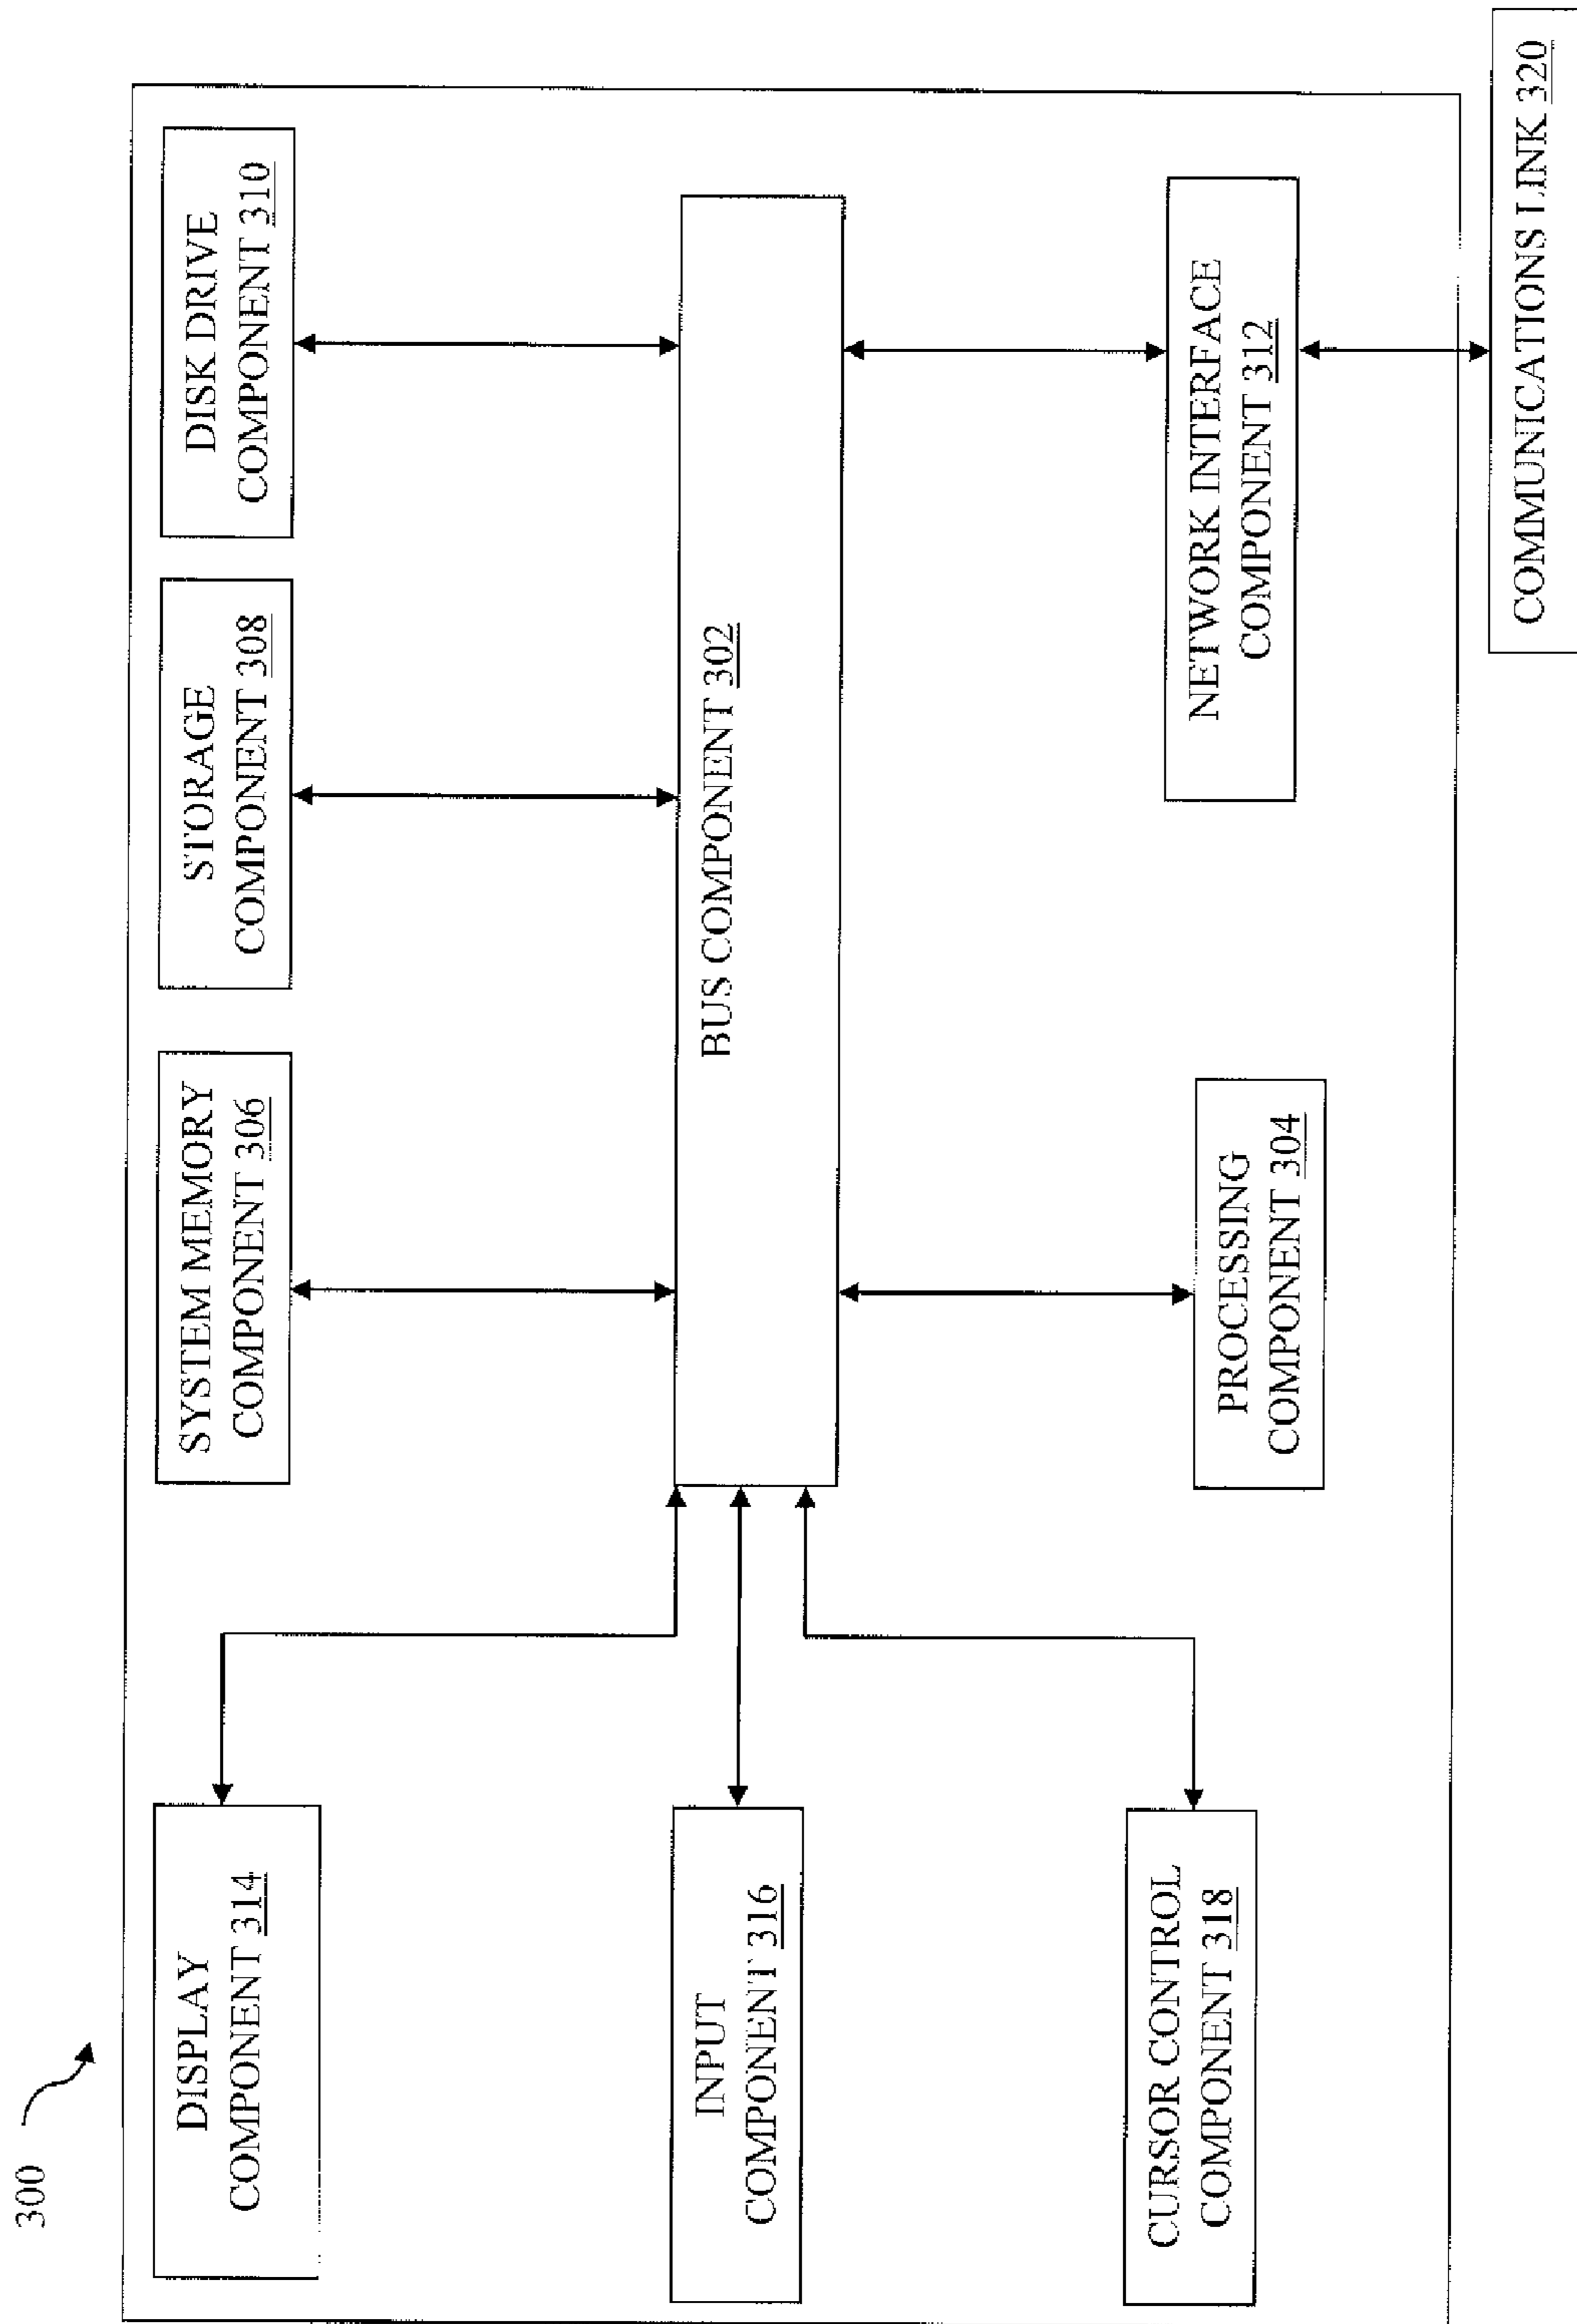 300
DISPLAY
COMPONENT 314
SYSTEM MEMORY
COMPONENT 306
STORAGE
COMPONENT 308
DISK DRIVE
COMPONENT 310
INPUT
COMPONENT 316
BUS COMPONENT 302
CURSOR CONTROL
COMPONENT 318
PROCESSING
COMPONENT 304
NETWORK INTERFACE
COMPONENT 312
COMMUNICATIONS LINK 320